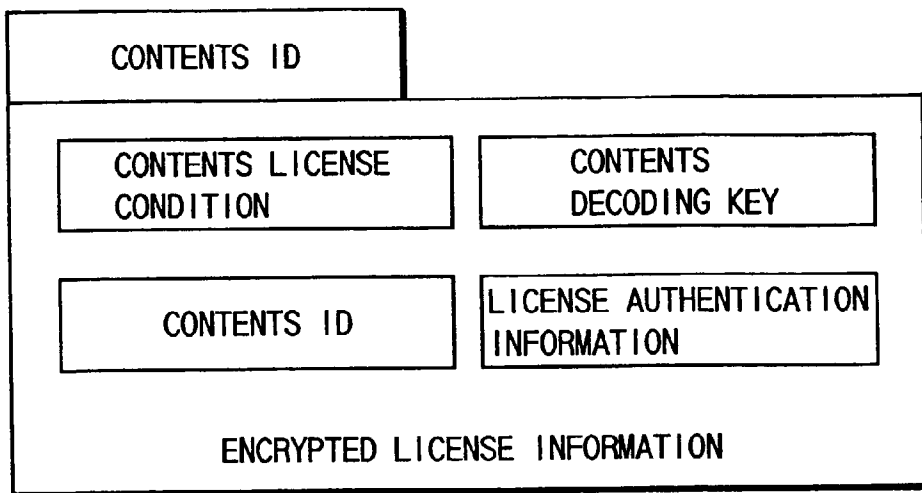 CONTENTS ID
CONTENTS LICENSE
CONDITION
CONTENTS
DECODING KEY
CONTENTS ID
LICENSE AUTHENTICATION
INFORMATION
ENCRYPTED LICENSE INFORMATION